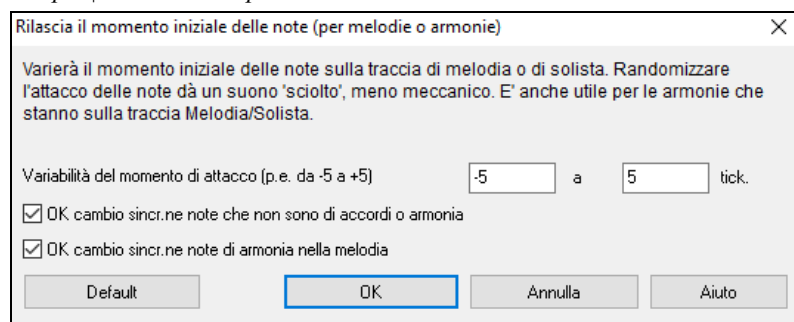 Rilascia il momento iniziale delle note (per melodie o armonie)
Varierà il momento iniziale delle note sulla traccia di melodia o di solista. Randomizzare
l'attacco delle note dà un suono 'sciolto', meno meccanico. E' anche utile per le armonie che
stanno sulla traccia Melodia/Solista.
Variabilità del momento di attacco (p.e. da -5 a +5) -5 a 5 tick.
OK cambio sincr.ne note che non sono di accordi o armonia
OK cambio sincr.ne note di armonia nella melodia
Default OK Annulla Aiuto